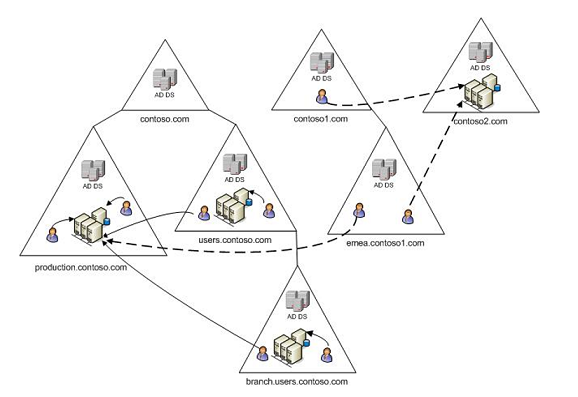 AD DS
contoso.com
AD DS
contoso1.com
AD DS
contoso2.com
AD DS
production.contoso.com
AD DS
users.contoso.com
AD DS
emea.contoso1.com
AD DS
branch.users.contoso.com